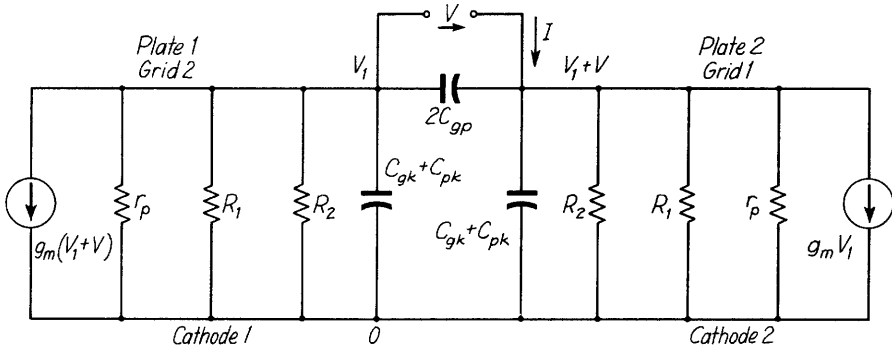 V
I
Plate 1
Grid 2
V₁
V₁+V
Plate 2
Grid 1
2C_gp
C_gk+C_pk
r_p
R₁
R₂
R₂
R₁
r_p
g_m(V₁+V)
C_gk+C_pk
g_mV₁
Cathode 1
0
Cathode 2